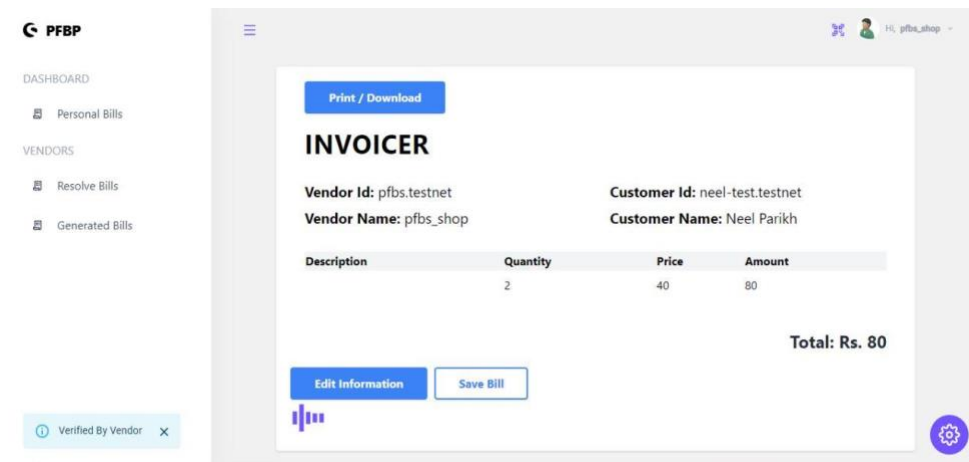 PFBP
Hi, pfbs_shop
DASHBOARD
Personal Bills
VENDORS
Resolve Bills
Generated Bills
Print / Download
INVOICER
Vendor Id: pfbs.testnet
Customer Id: neel-test.testnet
Vendor Name: pfbs_shop
Customer Name: Neel Parikh
Description Quantity Price Amount
2 40 80
Total: Rs. 80
Edit Information
Save Bill
Verified By Vendor